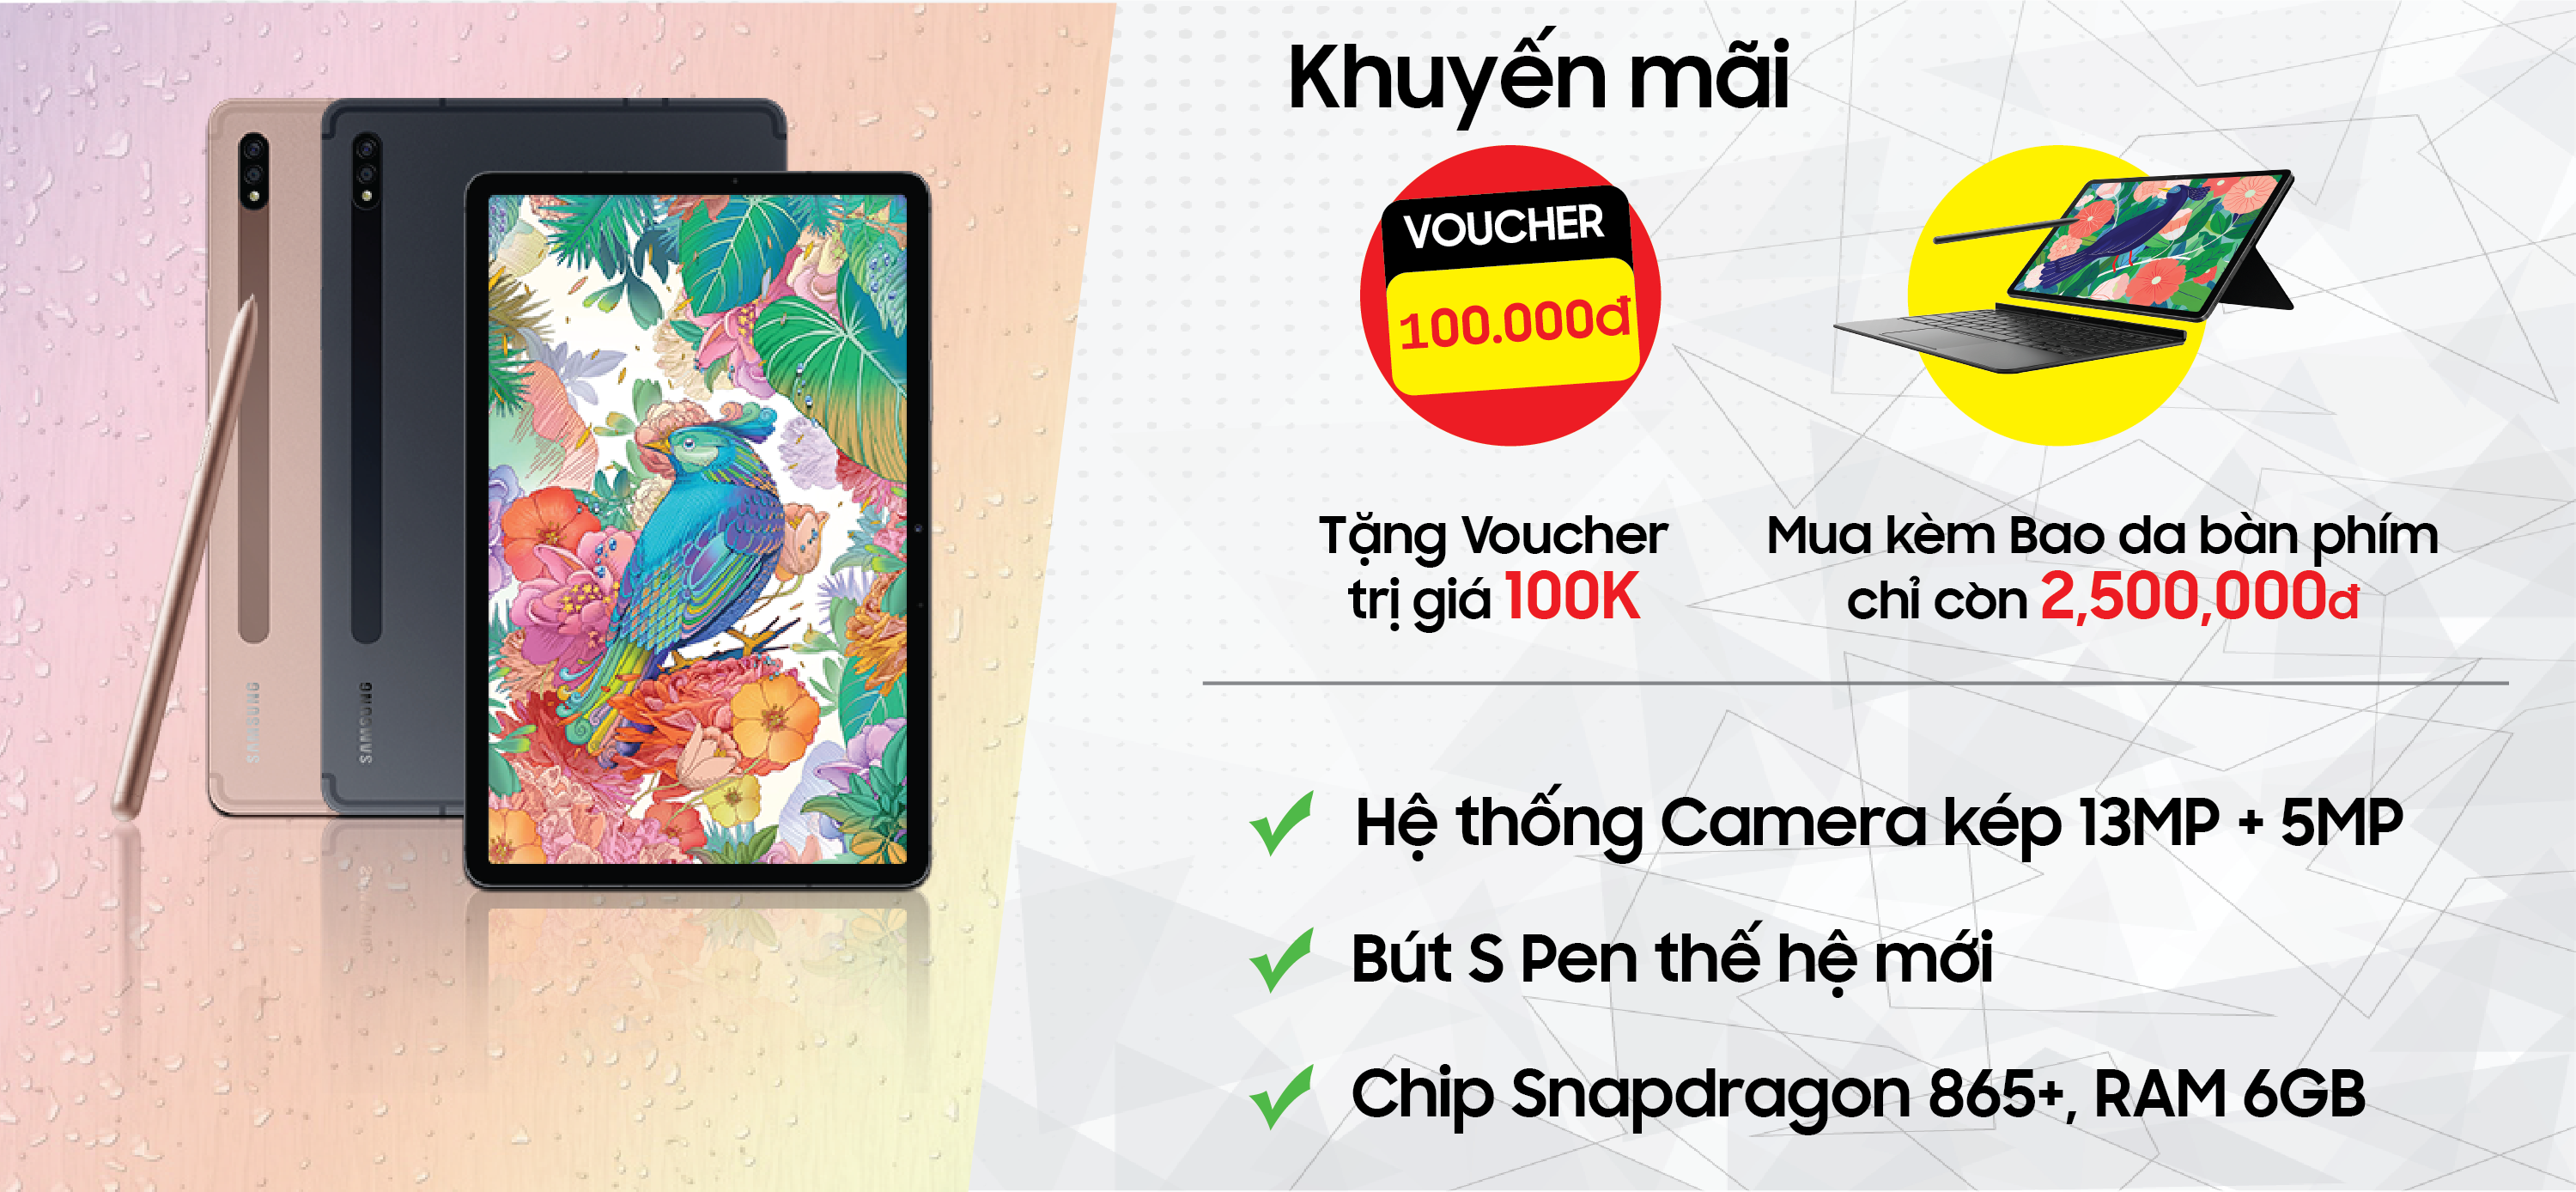 Khuyến mãi
VOUCHER
100.000đ
Tặng Voucher
trị giá 100K
Mua kèm Bao da bàn phím
chỉ còn 2,500,000đ
SAMSUNG
SAMSUNG
Hệ thống Camera kép 13MP + 5MP
Bút S Pen thế hệ mới
Chip Snapdragon 865+, RAM 6GB